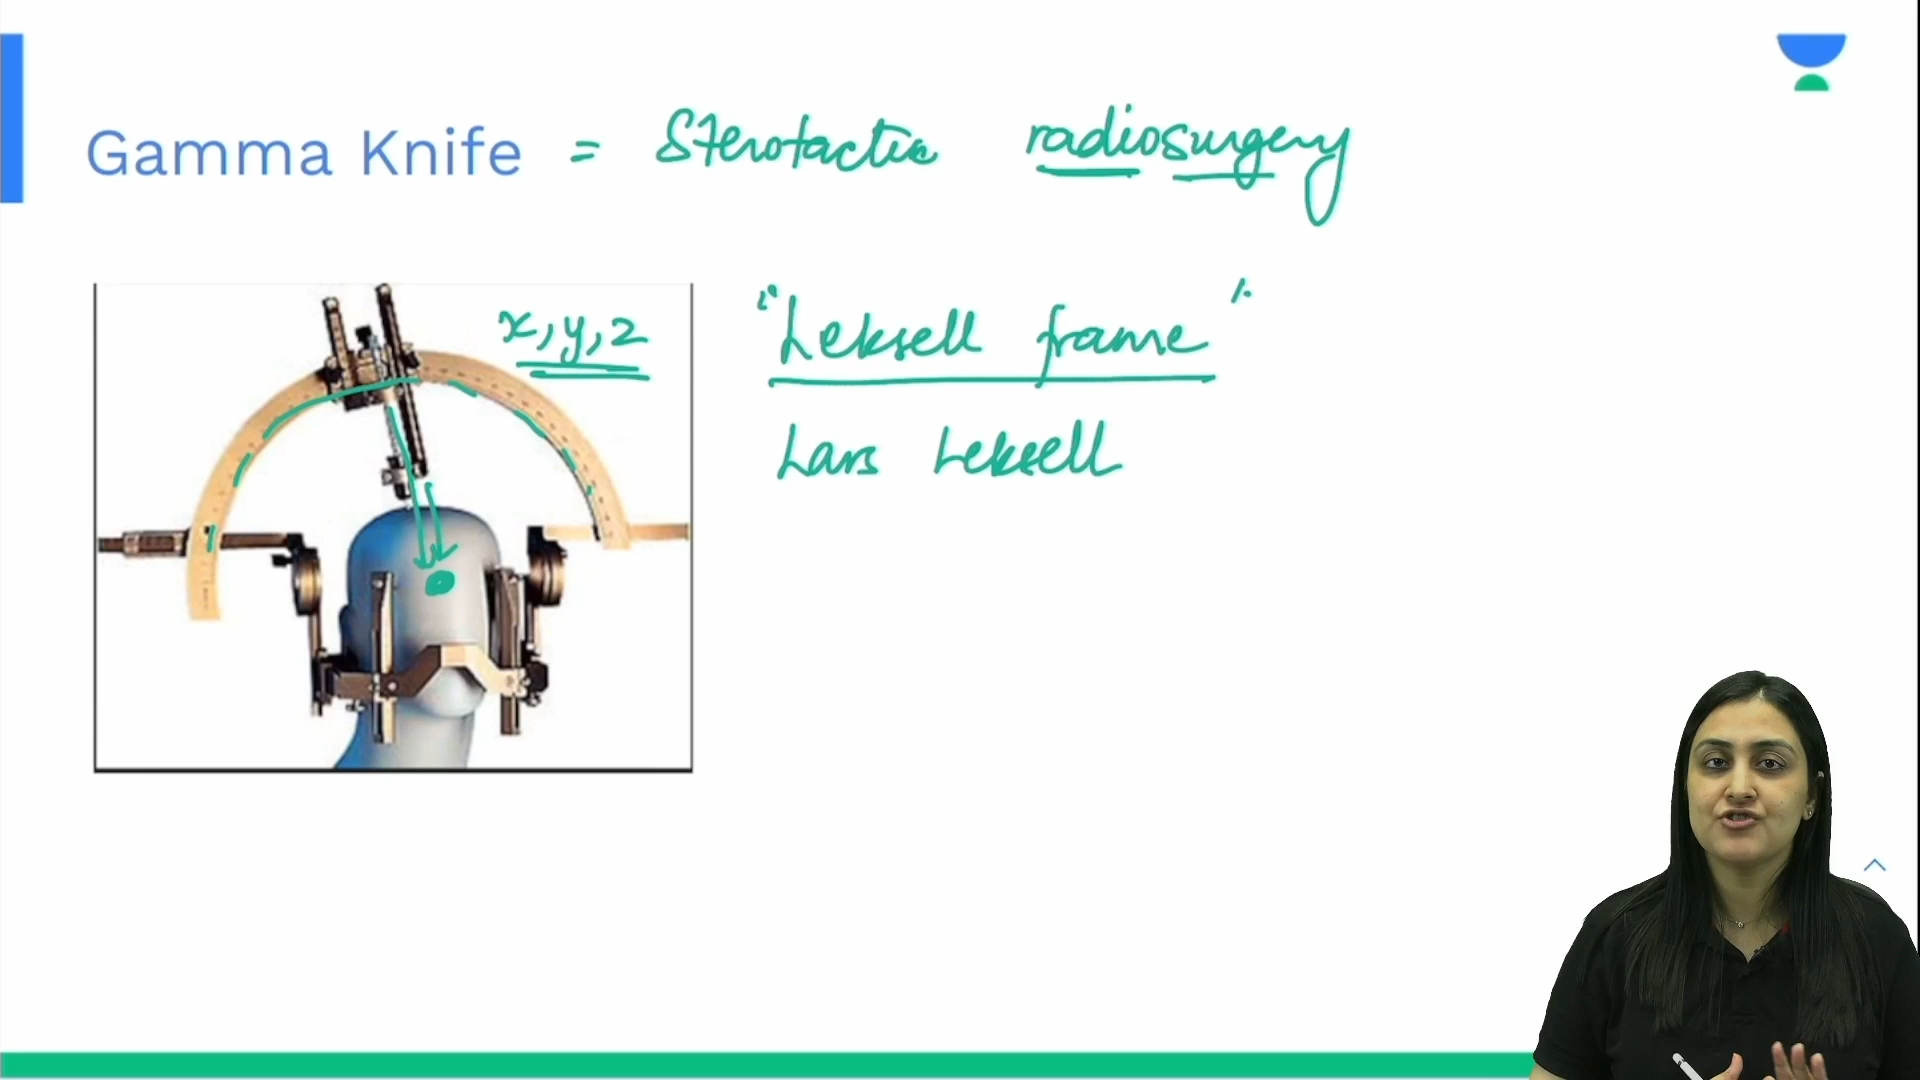 Gamma Knife = Sterotactic radiosurgery
x, y, z
"Leksell frame"
Lars Leksell